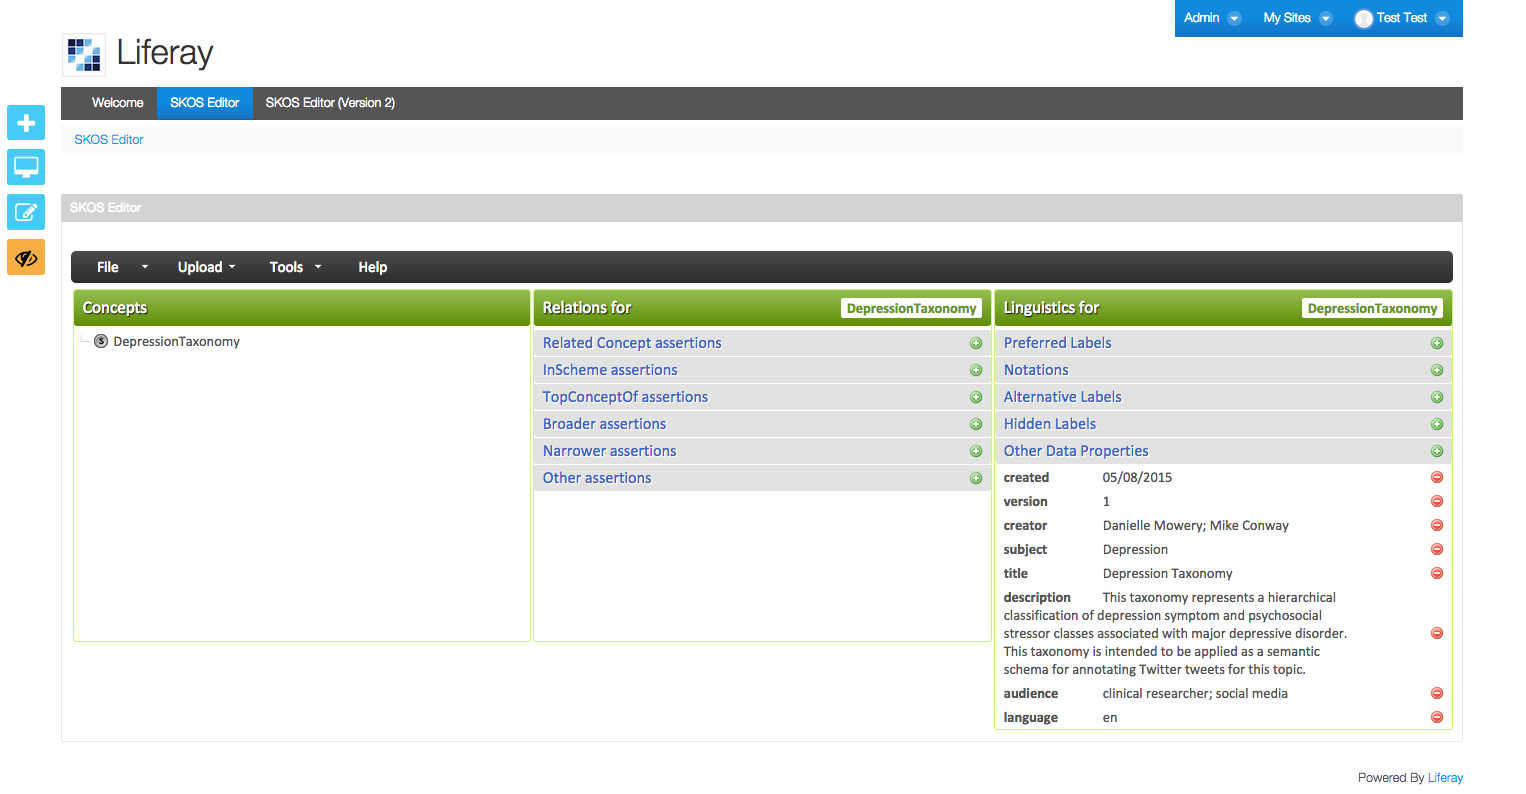 Admin My Sites Test Test
Liferay
Welcome SKOS Editor SKOS Editor (Version 2)
SKOS Editor
SKOS Editor
File Upload Tools Help
Concepts
S DepressionTaxonomy
Relations for DepressionTaxonomy
Related Concept assertions
InScheme assertions
TopConceptOf assertions
Broader assertions
Narrower assertions
Other assertions
Linguistics for DepressionTaxonomy
Preferred Labels
Notations
Alternative Labels
Hidden Labels
Other Data Properties
created 05/08/2015
version 1
creator Danielle Mowery; Mike Conway
subject Depression
title Depression Taxonomy
description This taxonomy represents a hierarchical
classification of depression symptom and psychosocial
stressor classes associated with major depressive disorder.
This taxonomy is intended to be applied as a semantic
schema for annotating Twitter tweets for this topic.
audience clinical researcher; social media
language en
Powered By Liferay